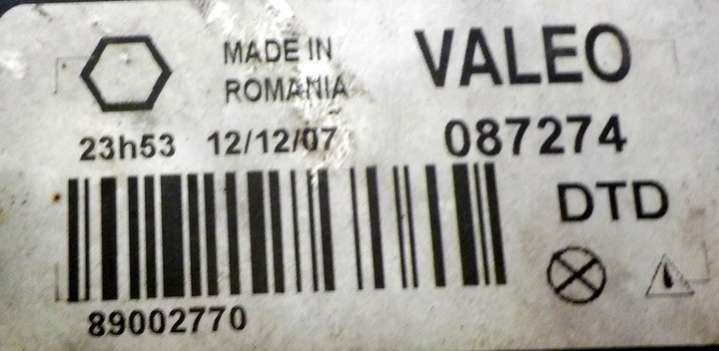 MADE IN
ROMANIA
VALEO
23h53 12/12/07
087274
DTD
89002770